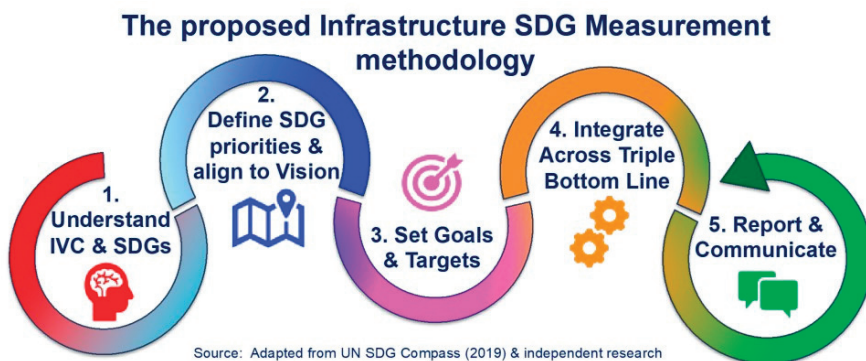 The proposed Infrastructure SDG Measurement
methodology
1.
Understand
IVC & SDGs
2.
Define SDG
priorities &
align to Vision
3. Set Goals
& Targets
4. Integrate
Across Triple
Bottom Line
5. Report &
Communicate
Source: Adapted from UN SDG Compass (2019) & independent research